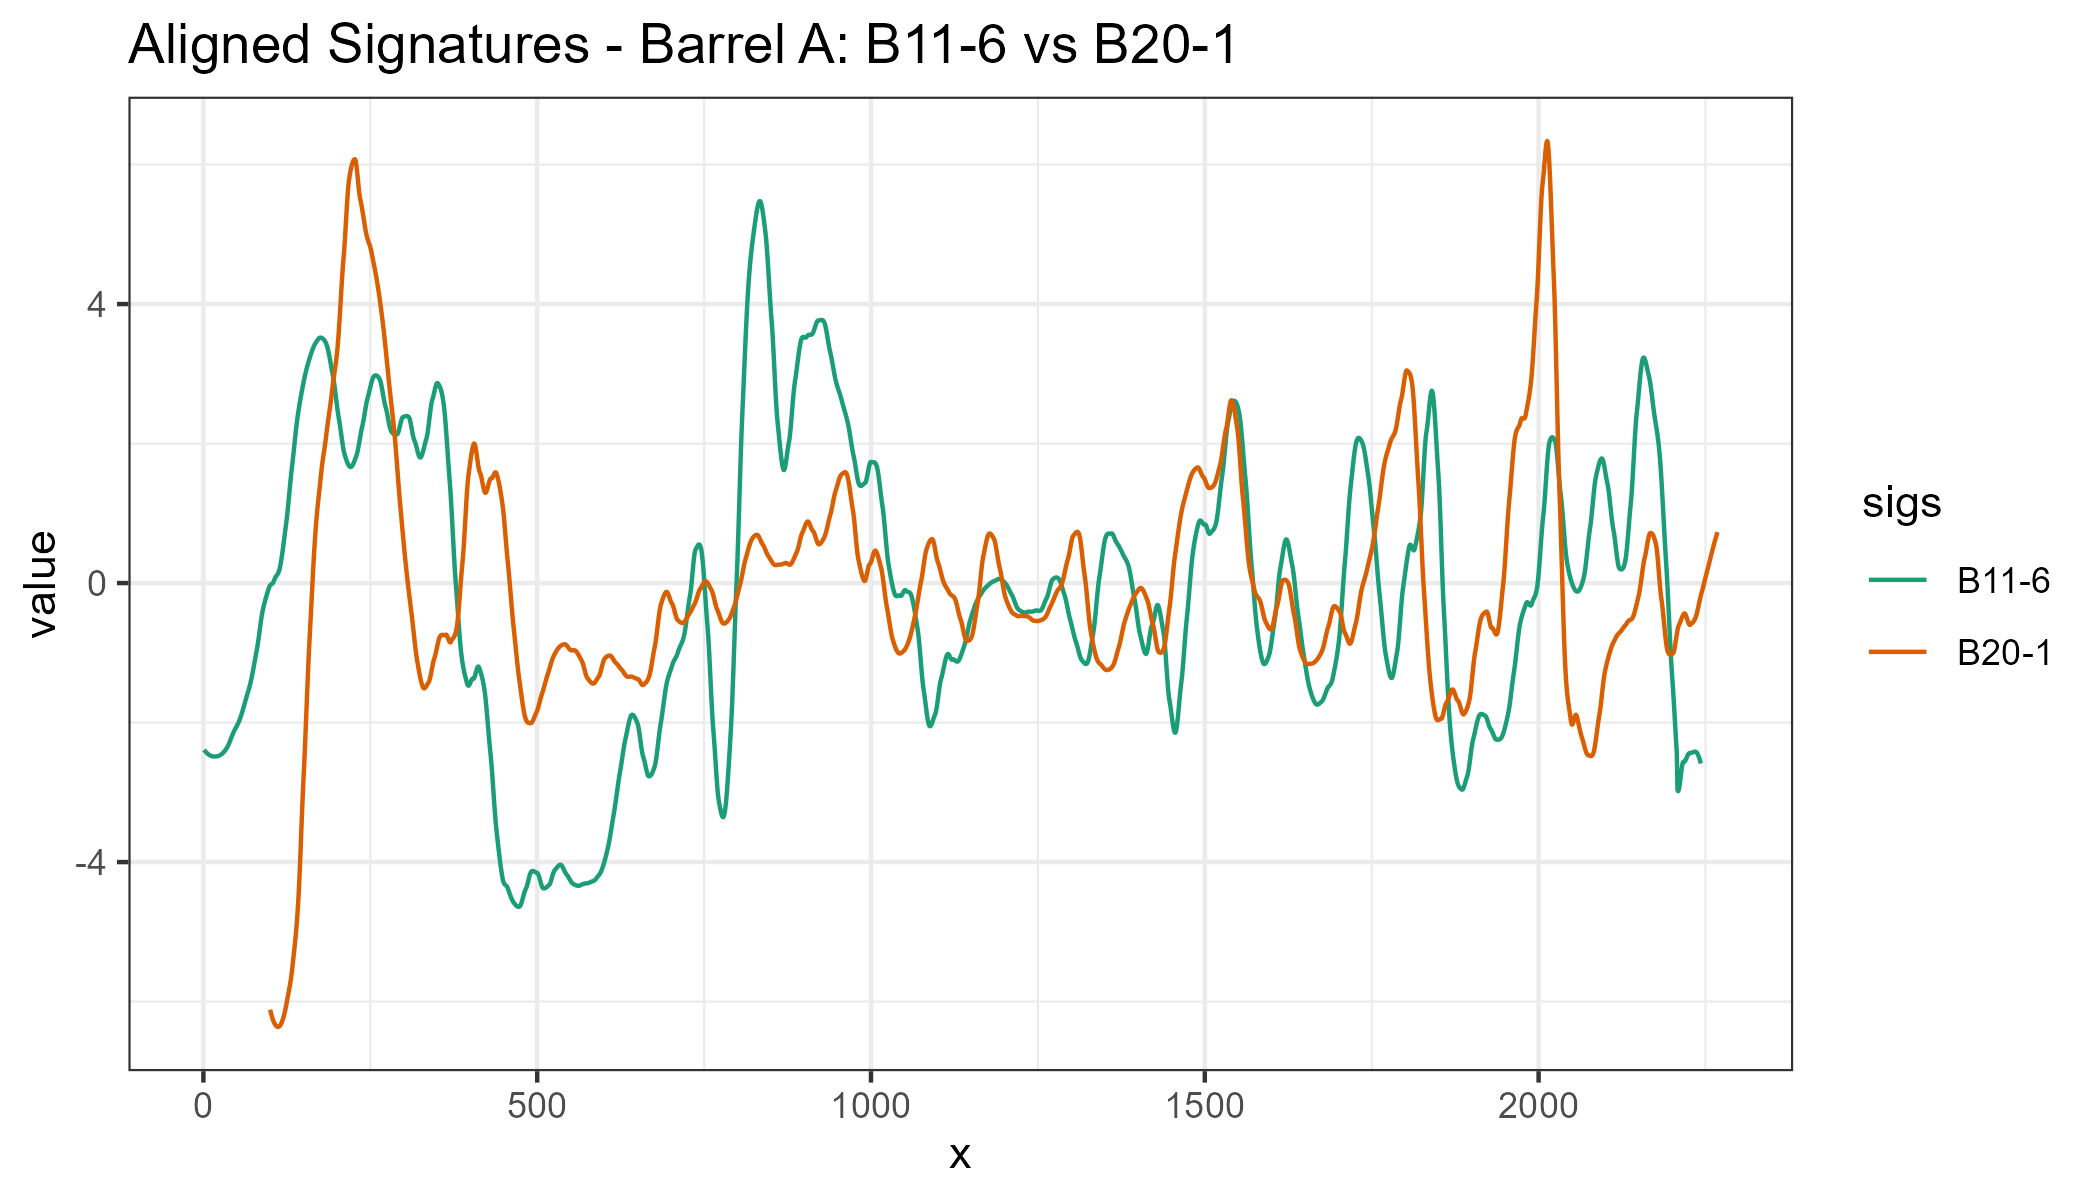 Aligned Signatures - Barrel A: B11-6 vs B20-1
value
4
0
-4
0
500
1000
1500
2000
x
sigs
B11-6
B20-1